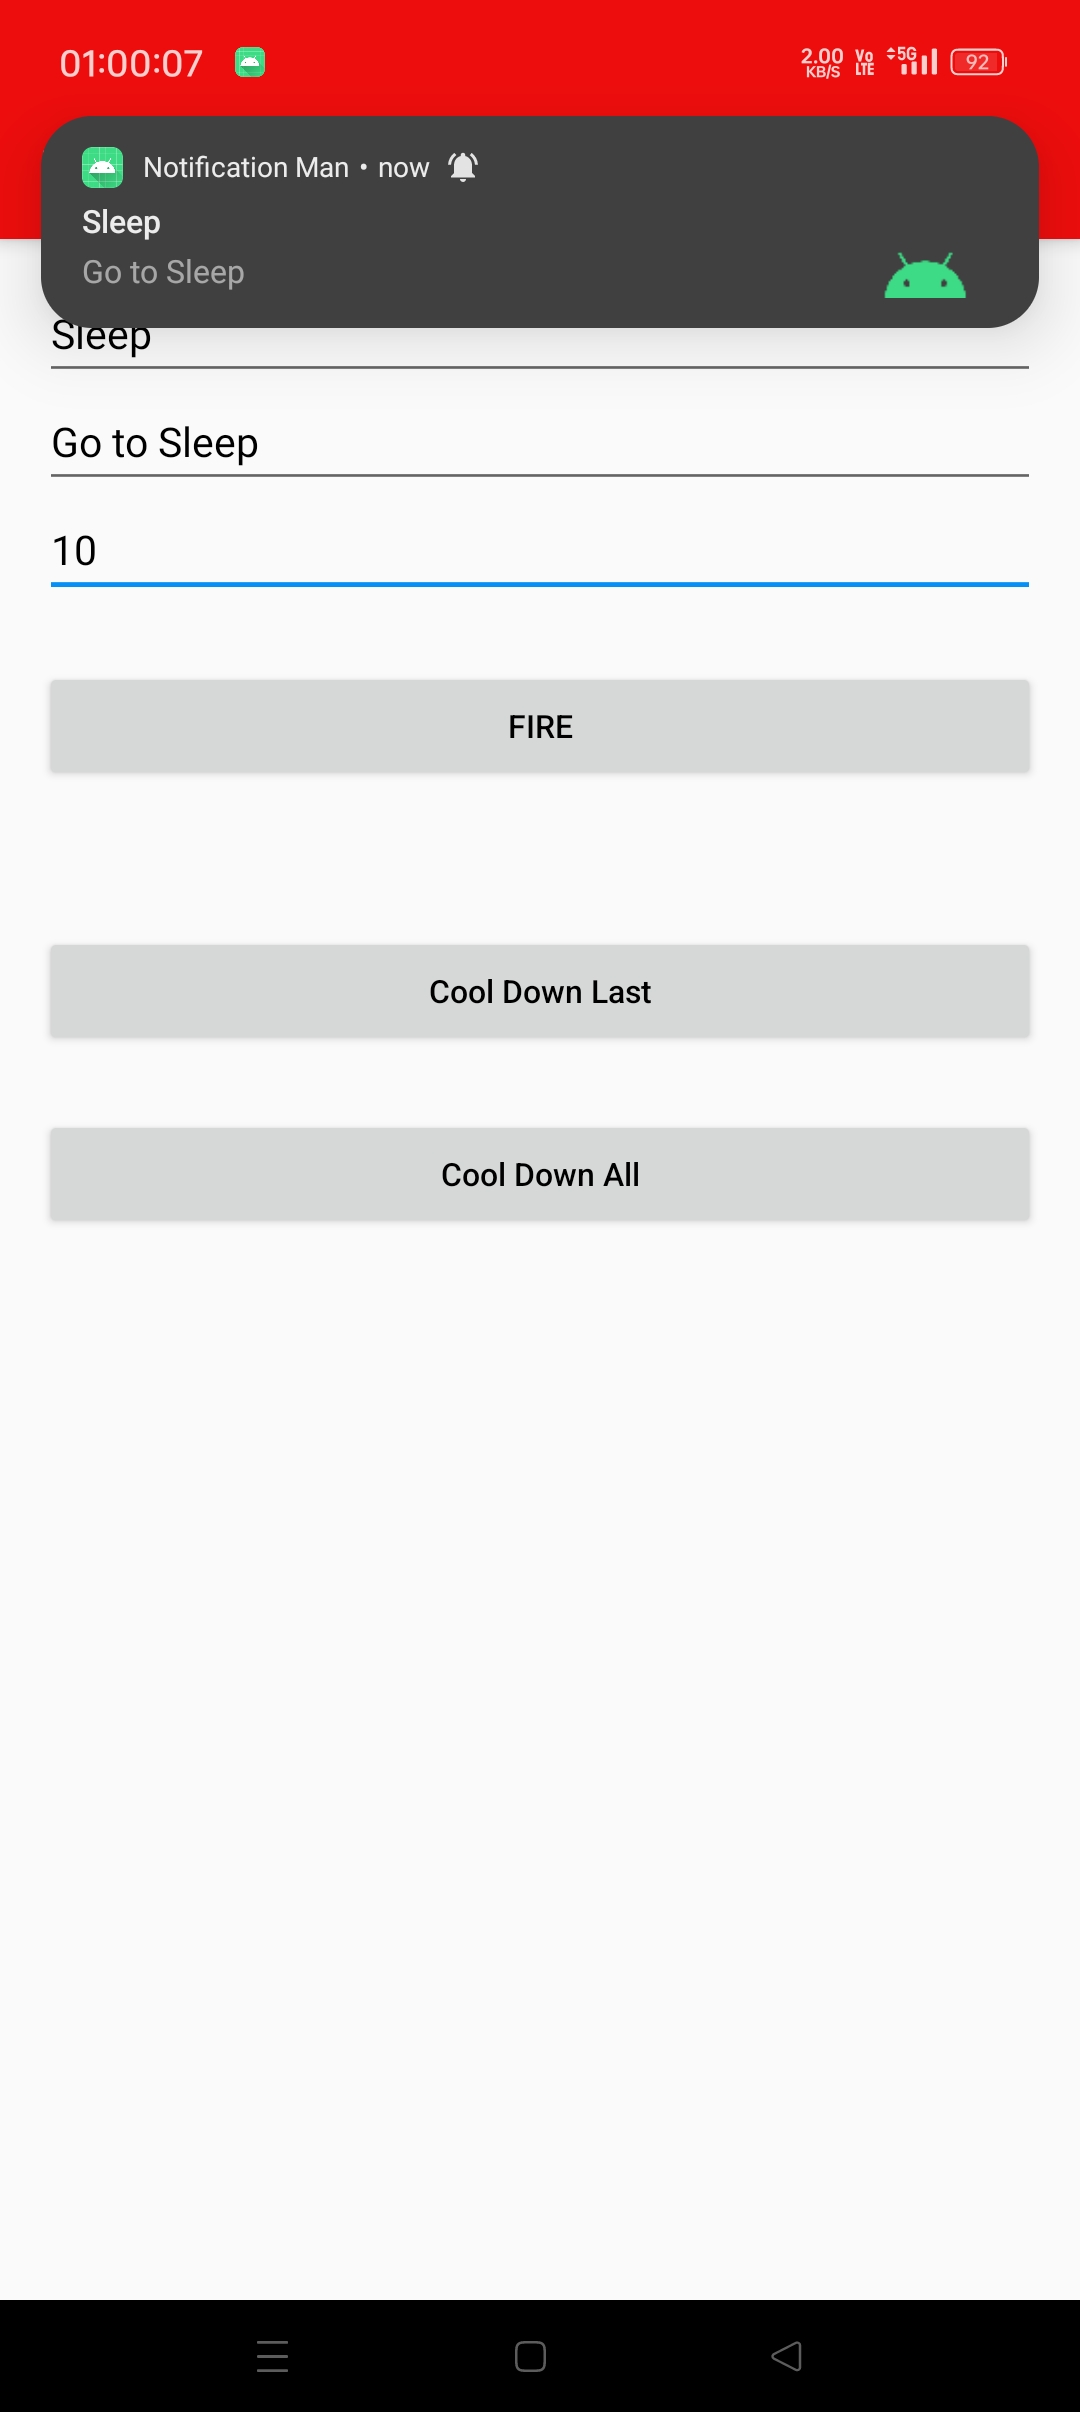 01:00:07
2.00 KB/S Vo LTE 5G 92
Notification Man • now
Sleep
Go to Sleep
Sleep
Go to Sleep
10
FIRE
Cool Down Last
Cool Down All